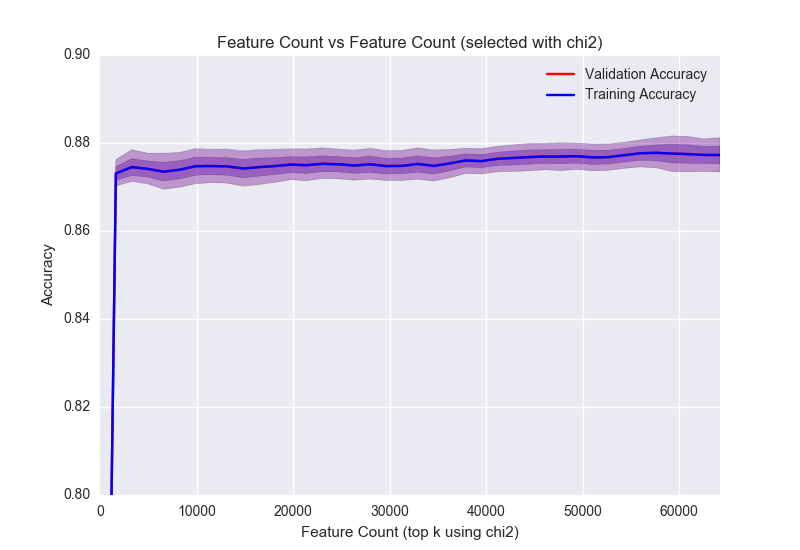 Feature Count vs Feature Count (selected with chi2)
Validation Accuracy
Training Accuracy
0.90
0.88
0.86
0.84
0.82
0.80
Accuracy
0 10000 20000 30000 40000 50000 60000
Feature Count (top k using chi2)